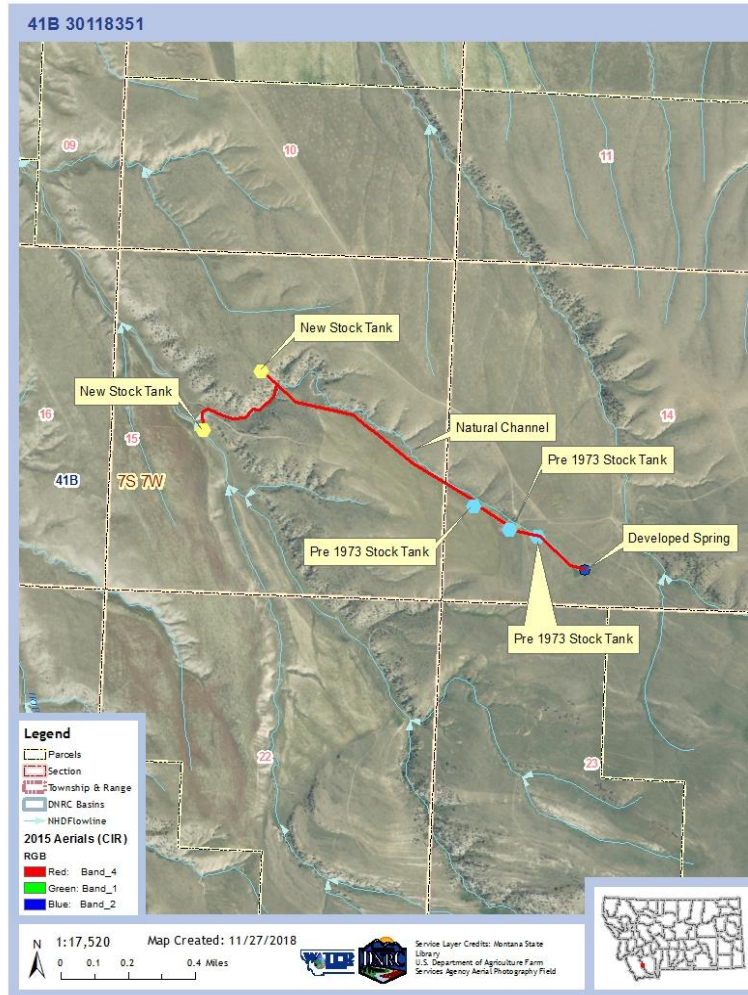 41B 30118351
09
10
11
New Stock Tank
New Stock Tank
16
14
15
Natural Channel
41B
7S 7W
Pre 1973 Stock Tank
Pre 1973 Stock Tank
Developed Spring
Pre 1973 Stock Tank
22
23
Legend
Parcels
Section
Township & Range
DNRC Basins
NHDFlowline
2015 Aerials (CIR)
RGB
Red: Band_4
Green: Band_1
Blue: Band_2
N
1:17,520
Map Created: 11/27/2018
0 0.1 0.2 0.4 Miles
DNRC
Service Layer Credits: Montana State
Library
U.S. Department of Agriculture Farm
Services Agency Aerial Photography Field